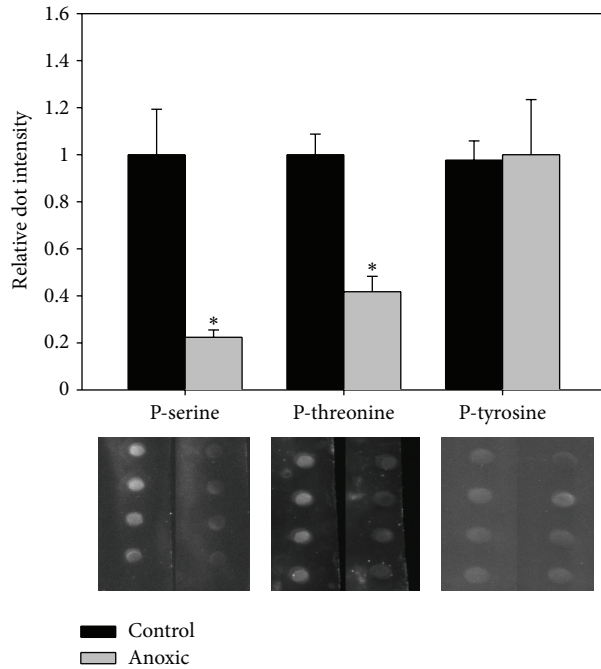 1.6
1.4
1.2
1
0.8
0.6
0.4
0.2
0
Relative dot intensity
*
*
P-serine P-threonine P-tyrosine
Control
Anoxic